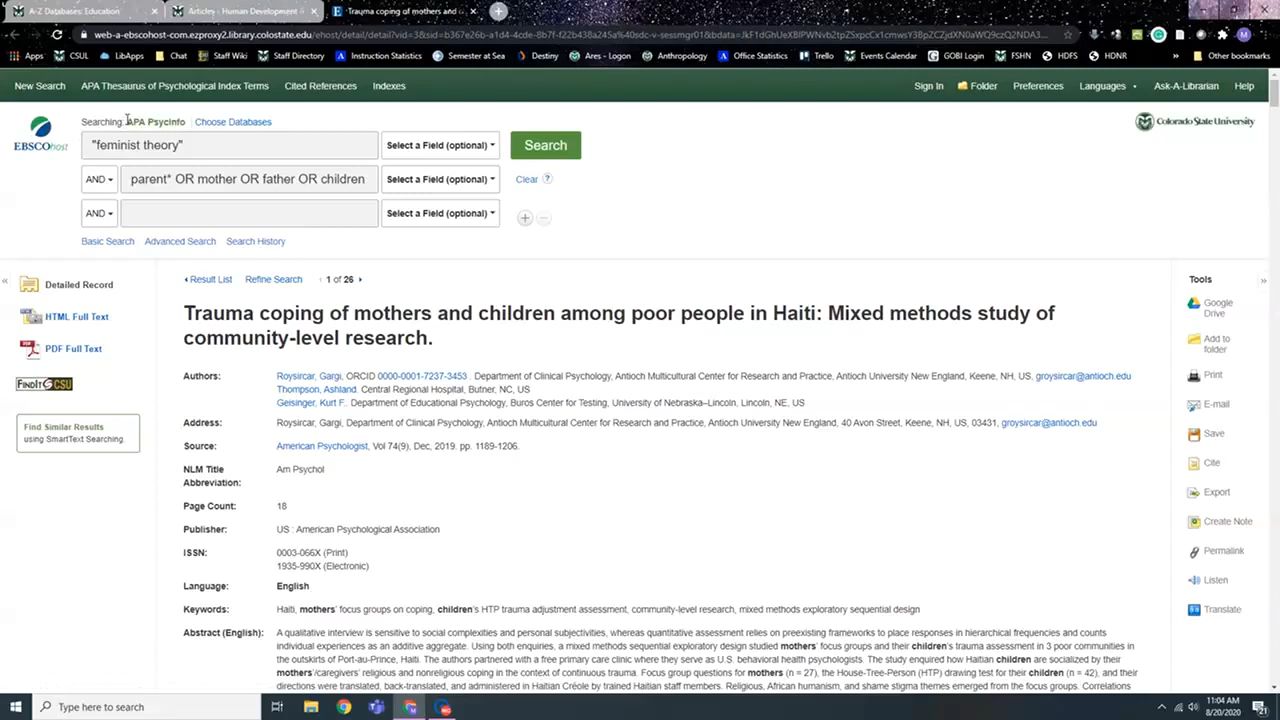 A-Z Databases: Education
Articles - Human Development &
Trauma coping of mothers and c
web-a-ebscohost-com.ezproxy2.library.colostate.edu/ehost/detail/detail?vid=3&sid=
Apps CSUL LibApps Chat Staff Wiki Staff Directory Instruction Statistics Semester at Sea Destiny Ares - Logon Anthropology Office Statistics Trello Events Calendar GOBI Login FSHN HDFS HDNR » Other bookmarks
New Search APA Thesaurus of Psychological Index Terms Cited References Indexes Sign In Folder Preferences Languages Ask-A-Librarian Help
Searching: APA PsycInfo Choose Databases
EBSCOhost
Colorado State University
"feminist theory" Select a Field (optional) Search
AND parent* OR mother OR father OR children Select a Field (optional) Clear ?
AND Select a Field (optional) + −
Basic Search Advanced Search Search History
« Detailed Record
HTML Full Text
PDF Full Text
FindIt@CSU
Find Similar Results
using SmartText Searching.
Result List Refine Search 1 of 26
Trauma coping of mothers and children among poor people in Haiti: Mixed methods study of
community-level research.
Authors: Roysircar, Gargi, ORCID 0000-0001-7237-3453 . Department of Clinical Psychology, Antioch Multicultural Center for Research and Practice, Antioch University New England, Keene, NH, US, groysircar@antioch.edu
Thompson, Ashland. Central Regional Hospital, Butner, NC, US
Geisinger, Kurt F.. Department of Educational Psychology, Buros Center for Testing, University of Nebraska–Lincoln, Lincoln, NE, US
Address: Roysircar, Gargi, Department of Clinical Psychology, Antioch Multicultural Center for Research and Practice, Antioch University New England, 40 Avon Street, Keene, NH, US, 03431, groysircar@antioch.edu
Source: American Psychologist, Vol 74(9), Dec, 2019. pp. 1189-1206.
NLM Title Am Psychol
Abbreviation:
Page Count: 18
Publisher: US : American Psychological Association
ISSN: 0003-066X (Print)
1935-990X (Electronic)
Language: English
Keywords: Haiti, mothers' focus groups on coping, children's HTP trauma adjustment assessment, community-level research, mixed methods exploratory sequential design
Abstract (English): A qualitative interview is sensitive to social complexities and personal subjectivities, whereas quantitative assessment relies on preexisting frameworks to place responses in hierarchical frequencies and counts
individual experiences as an additive aggregate. Using both enquiries, a mixed methods sequential exploratory design studied mothers' focus groups and their children's trauma assessment in 3 poor communities in
the outskirts of Port-au-Prince, Haiti. The authors partnered with a free primary care clinic where they serve as U.S. behavioral health psychologists. The study enquired how Haitian children are socialized by their
mothers'/caregivers' religious and nonreligious coping in the context of continuous trauma. Focus group questions for mothers (n = 27), the House-Tree-Person (HTP) drawing test for their children (n = 42), and their
directions were translated, back-translated, and administered in Haitian Créole by trained Haitian staff members. Religious, African humanism, and shame stigma themes emerged from the focus groups. Correlations
Tools »
Google
Drive
Add to
folder
Print
E-mail
Save
Cite
Export
Create Note
Permalink
Listen
Translate
Type here to search
11:04 AM
8/20/2020
21